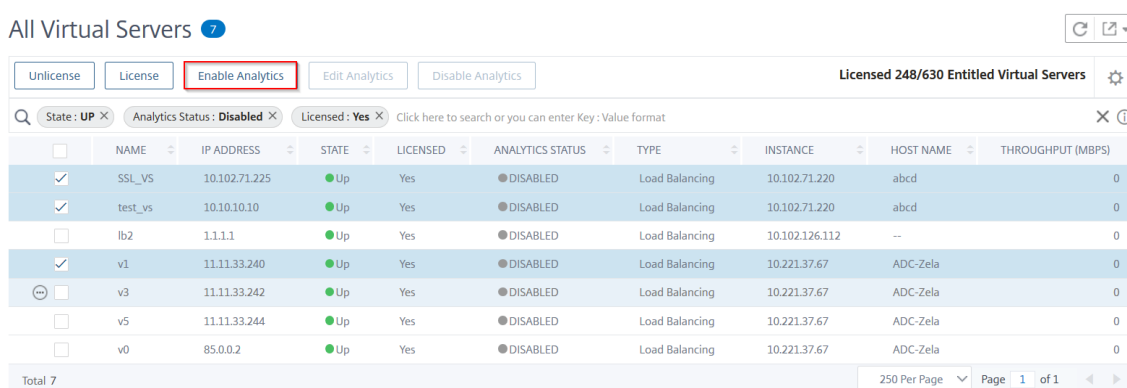 All Virtual Servers 7
Unlicense License Enable Analytics Edit Analytics Disable Analytics Licensed 248/630 Entitled Virtual Servers
State : UP × Analytics Status : Disabled × Licensed : Yes × Click here to search or you can enter Key : Value format
NAME IP ADDRESS STATE LICENSED ANALYTICS STATUS TYPE INSTANCE HOST NAME THROUGHPUT (MBPS)
SSL_VS 10.102.71.225 Up Yes DISABLED Load Balancing 10.102.71.220 abcd 0
test_vs 10.10.10.10 Up Yes DISABLED Load Balancing 10.102.71.220 abcd 0
lb2 1.1.1.1 Up Yes DISABLED Load Balancing 10.102.126.112 -- 0
v1 11.11.33.240 Up Yes DISABLED Load Balancing 10.221.37.67 ADC-Zela 0
v3 11.11.33.242 Up Yes DISABLED Load Balancing 10.221.37.67 ADC-Zela 0
v5 11.11.33.244 Up Yes DISABLED Load Balancing 10.221.37.67 ADC-Zela 0
v0 85.0.0.2 Up Yes DISABLED Load Balancing 10.221.37.67 ADC-Zela 0
Total 7 250 Per Page Page 1 of 1